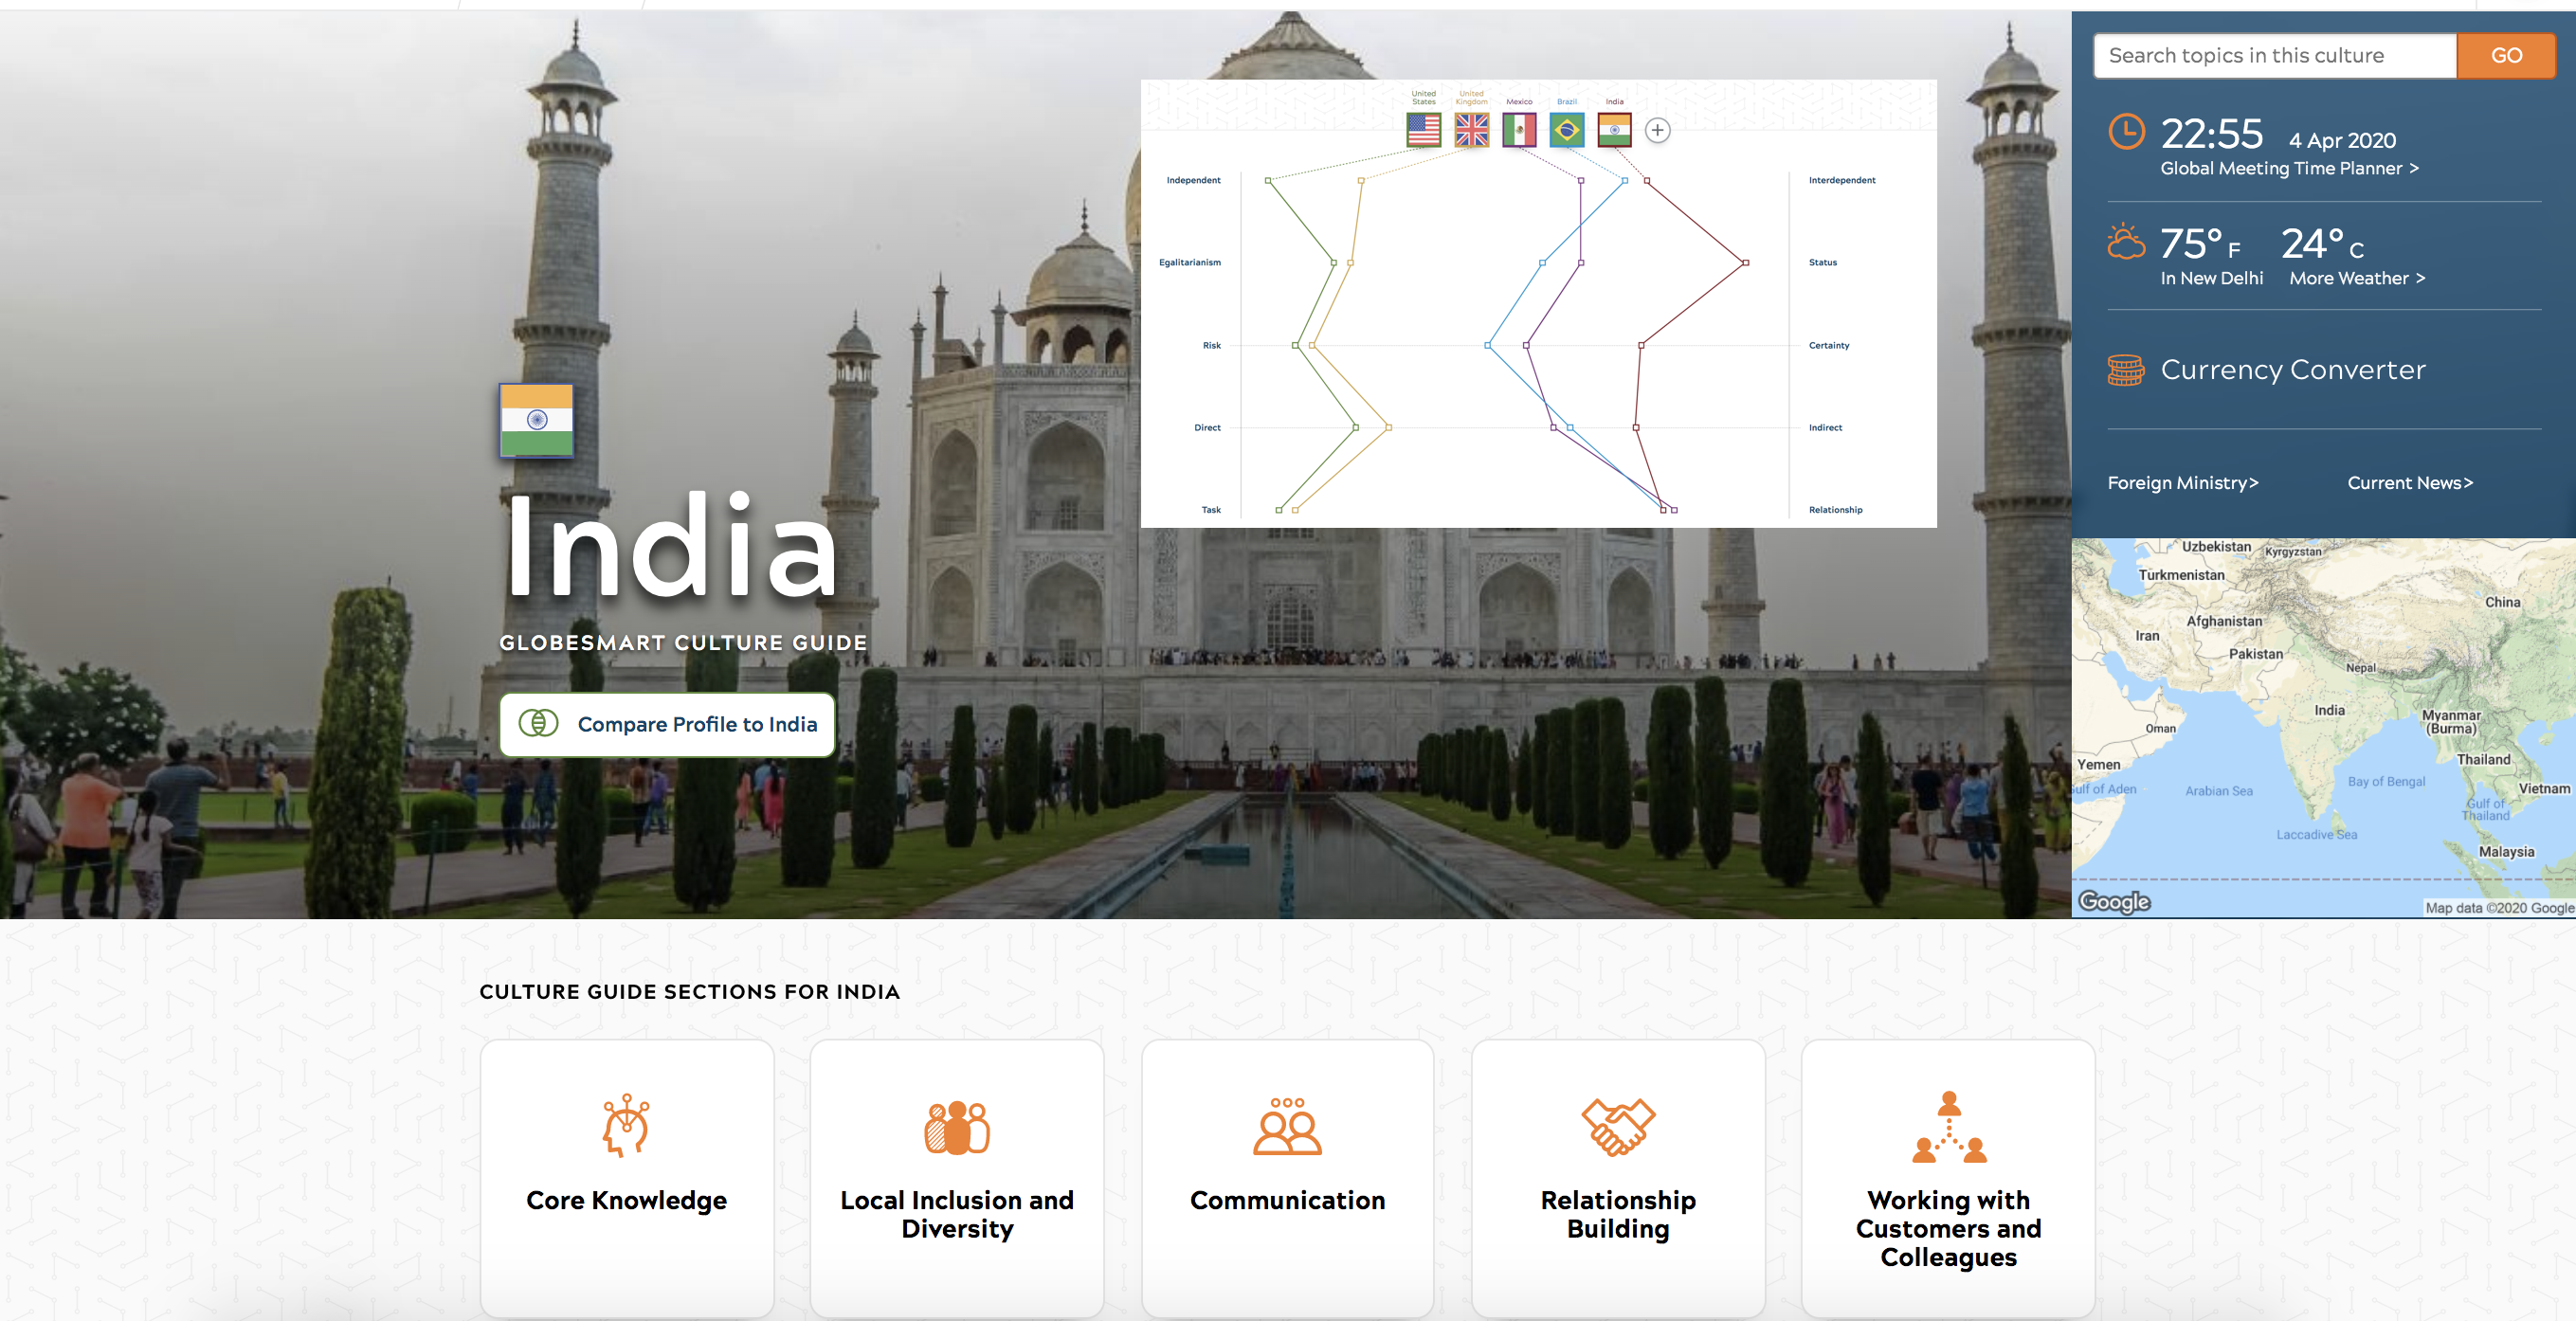 India
GLOBESMART CULTURE GUIDE
Compare Profile to India
United
States
United
Kingdom
Mexico
Brazil
India
Independent
Interdependent
Egalitarianism
Status
Risk
Certainty
Direct
Indirect
Task
Relationship
Search topics in this culture
GO
22:55 4 Apr 2020
Global Meeting Time Planner >
75° F 24° C
In New Delhi More Weather >
Currency Converter
Foreign Ministry> Current News>
Uzbekistan
Kyrgyzstan
Turkmenistan
China
Afghanistan
Iran
Pakistan
Nepal
India
Myanmar
(Burma)
Oman
Thailand
Yemen
Bay of Bengal
Vietnam
Gulf of Aden
Arabian Sea
Gulf of
Thailand
Laccadive Sea
Malaysia
Google
Map data ©2020 Google
CULTURE GUIDE SECTIONS FOR INDIA
Core Knowledge
Local Inclusion and
Diversity
Communication
Relationship
Building
Working with
Customers and
Colleagues